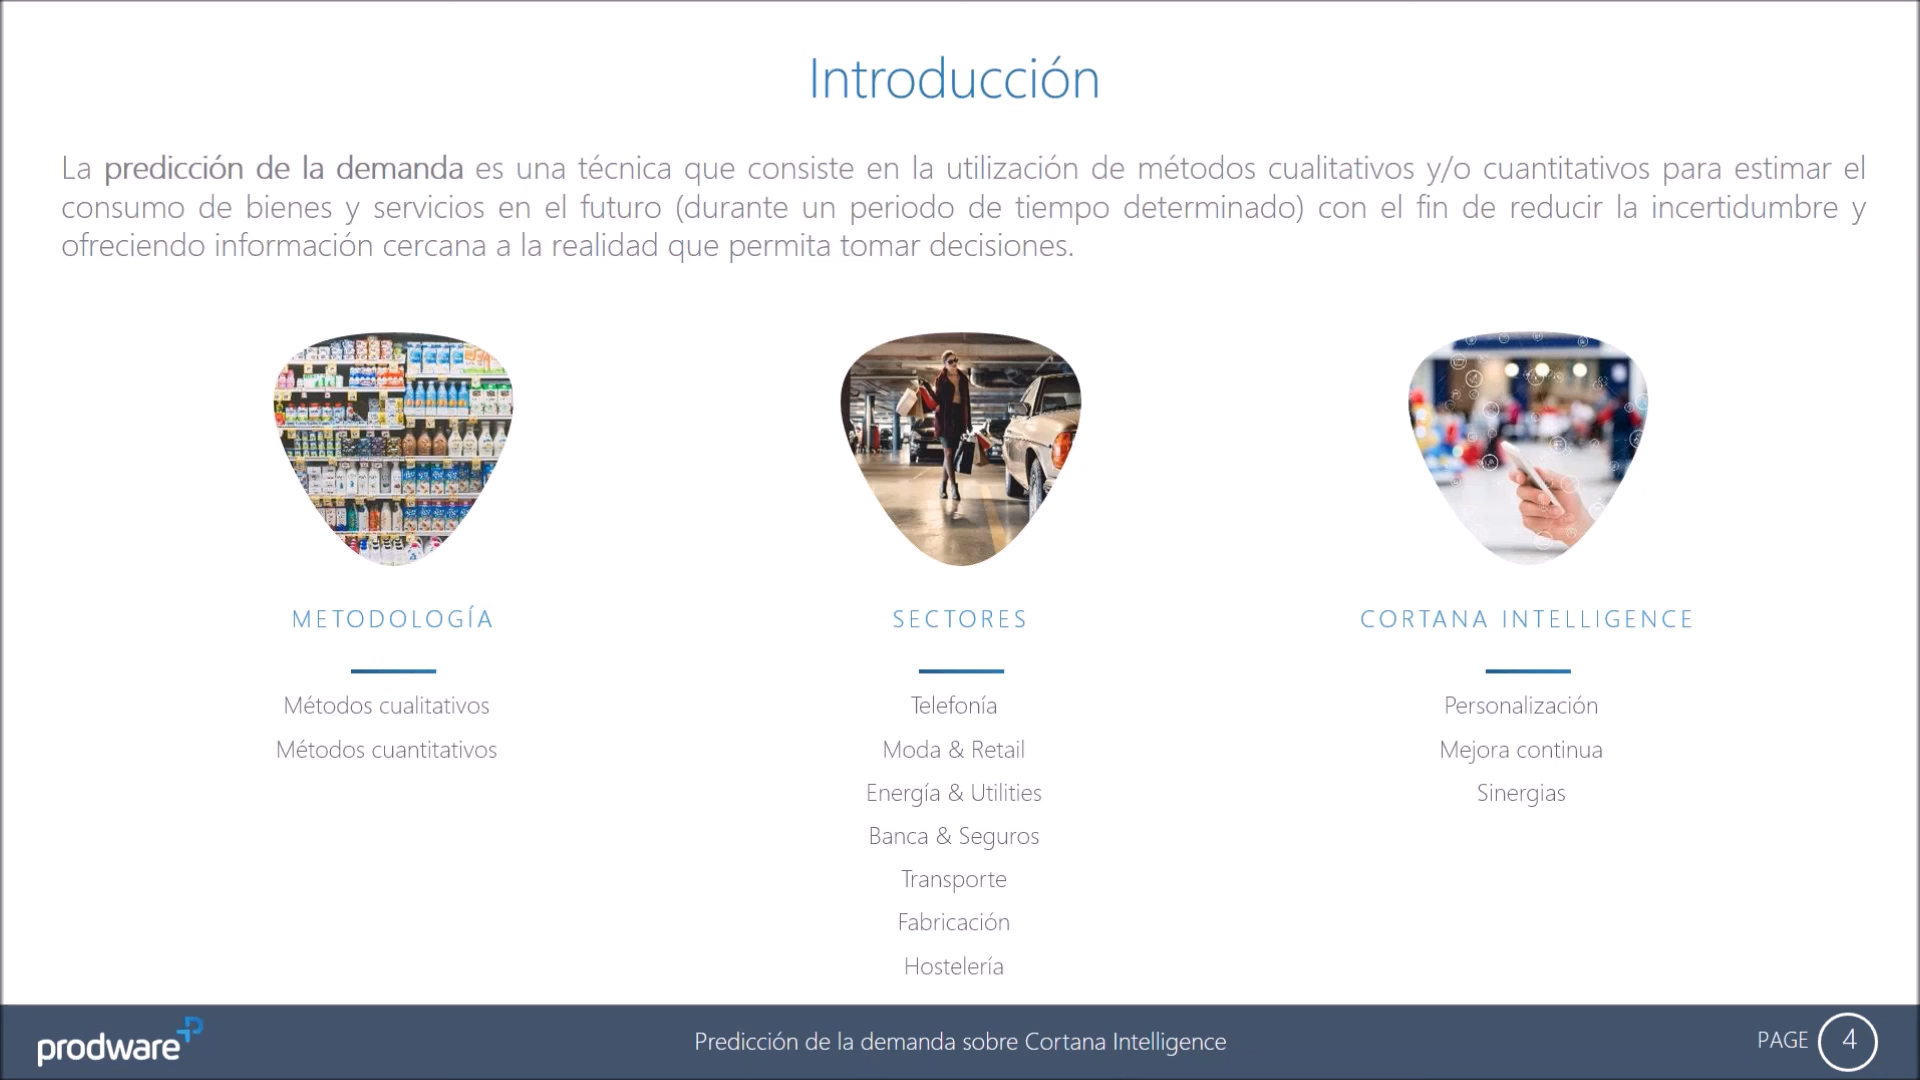 Introducción
La predicción de la demanda es una técnica que consiste en la utilización de métodos cualitativos y/o cuantitativos para estimar el
consumo de bienes y servicios en el futuro (durante un periodo de tiempo determinado) con el fin de reducir la incertidumbre y
ofreciendo información cercana a la realidad que permita tomar decisiones.
METODOLOGÍA
Métodos cualitativos
Métodos cuantitativos
SECTORES
Telefonía
Moda & Retail
Energía & Utilities
Banca & Seguros
Transporte
Fabricación
Hostelería
CORTANA INTELLIGENCE
Personalización
Mejora continua
Sinergias
prodware
Predicción de la demanda sobre Cortana Intelligence
PAGE 4